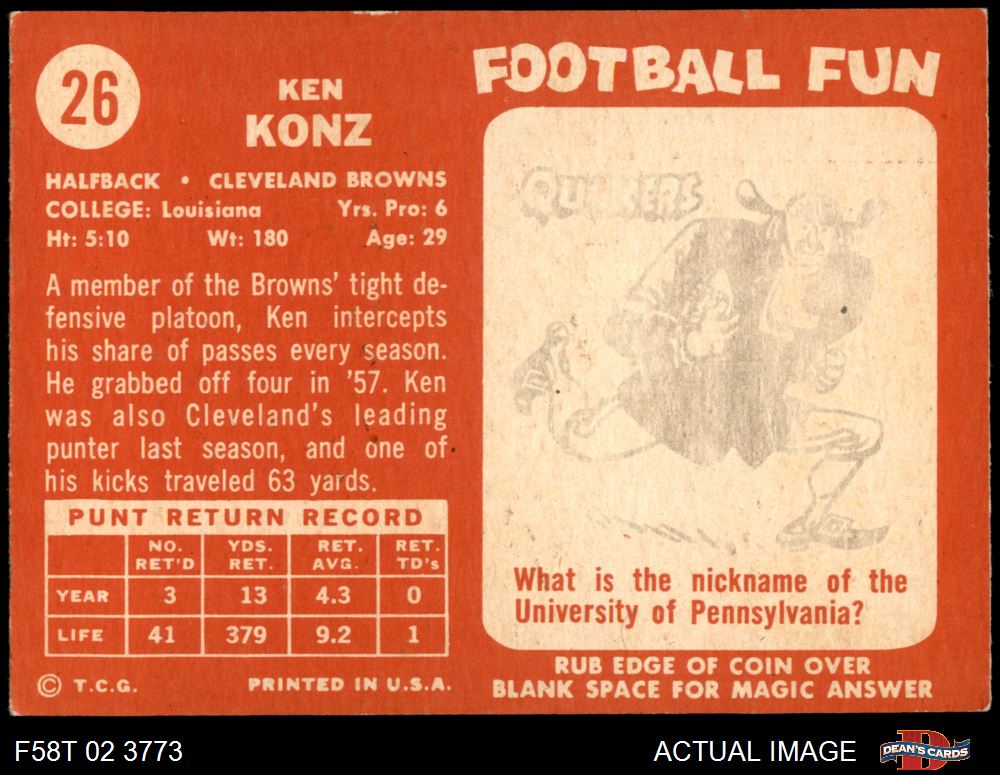 26
KEN
KONZ
HALFBACK • CLEVELAND BROWNS
COLLEGE: Louisiana Yrs. Pro: 6
Ht: 5:10 Wt: 180 Age: 29
A member of the Browns' tight de-
fensive platoon, Ken intercepts
his share of passes every season.
He grabbed off four in '57. Ken
was also Cleveland's leading
punter last season, and one of
his kicks traveled 63 yards.
PUNT RETURN RECORD
NO. RET'D YDS. RET. RET. AVG. RET. TD's
YEAR 3 13 4.3 0
LIFE 41 379 9.2 1
© T.C.G. PRINTED IN U.S.A.
FOOTBALL FUN
QUAKERS
What is the nickname of the
University of Pennsylvania?
RUB EDGE OF COIN OVER
BLANK SPACE FOR MAGIC ANSWER
F58T 02 3773 ACTUAL IMAGE DEAN'S CARDS